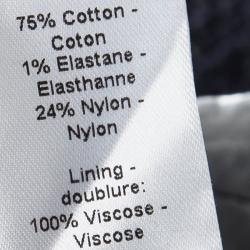 75% Cotton -
Coton
1% Elastane -
Elasthanne
24% Nylon -
Nylon
Lining -
doublure:
100% Viscose -
Viscose